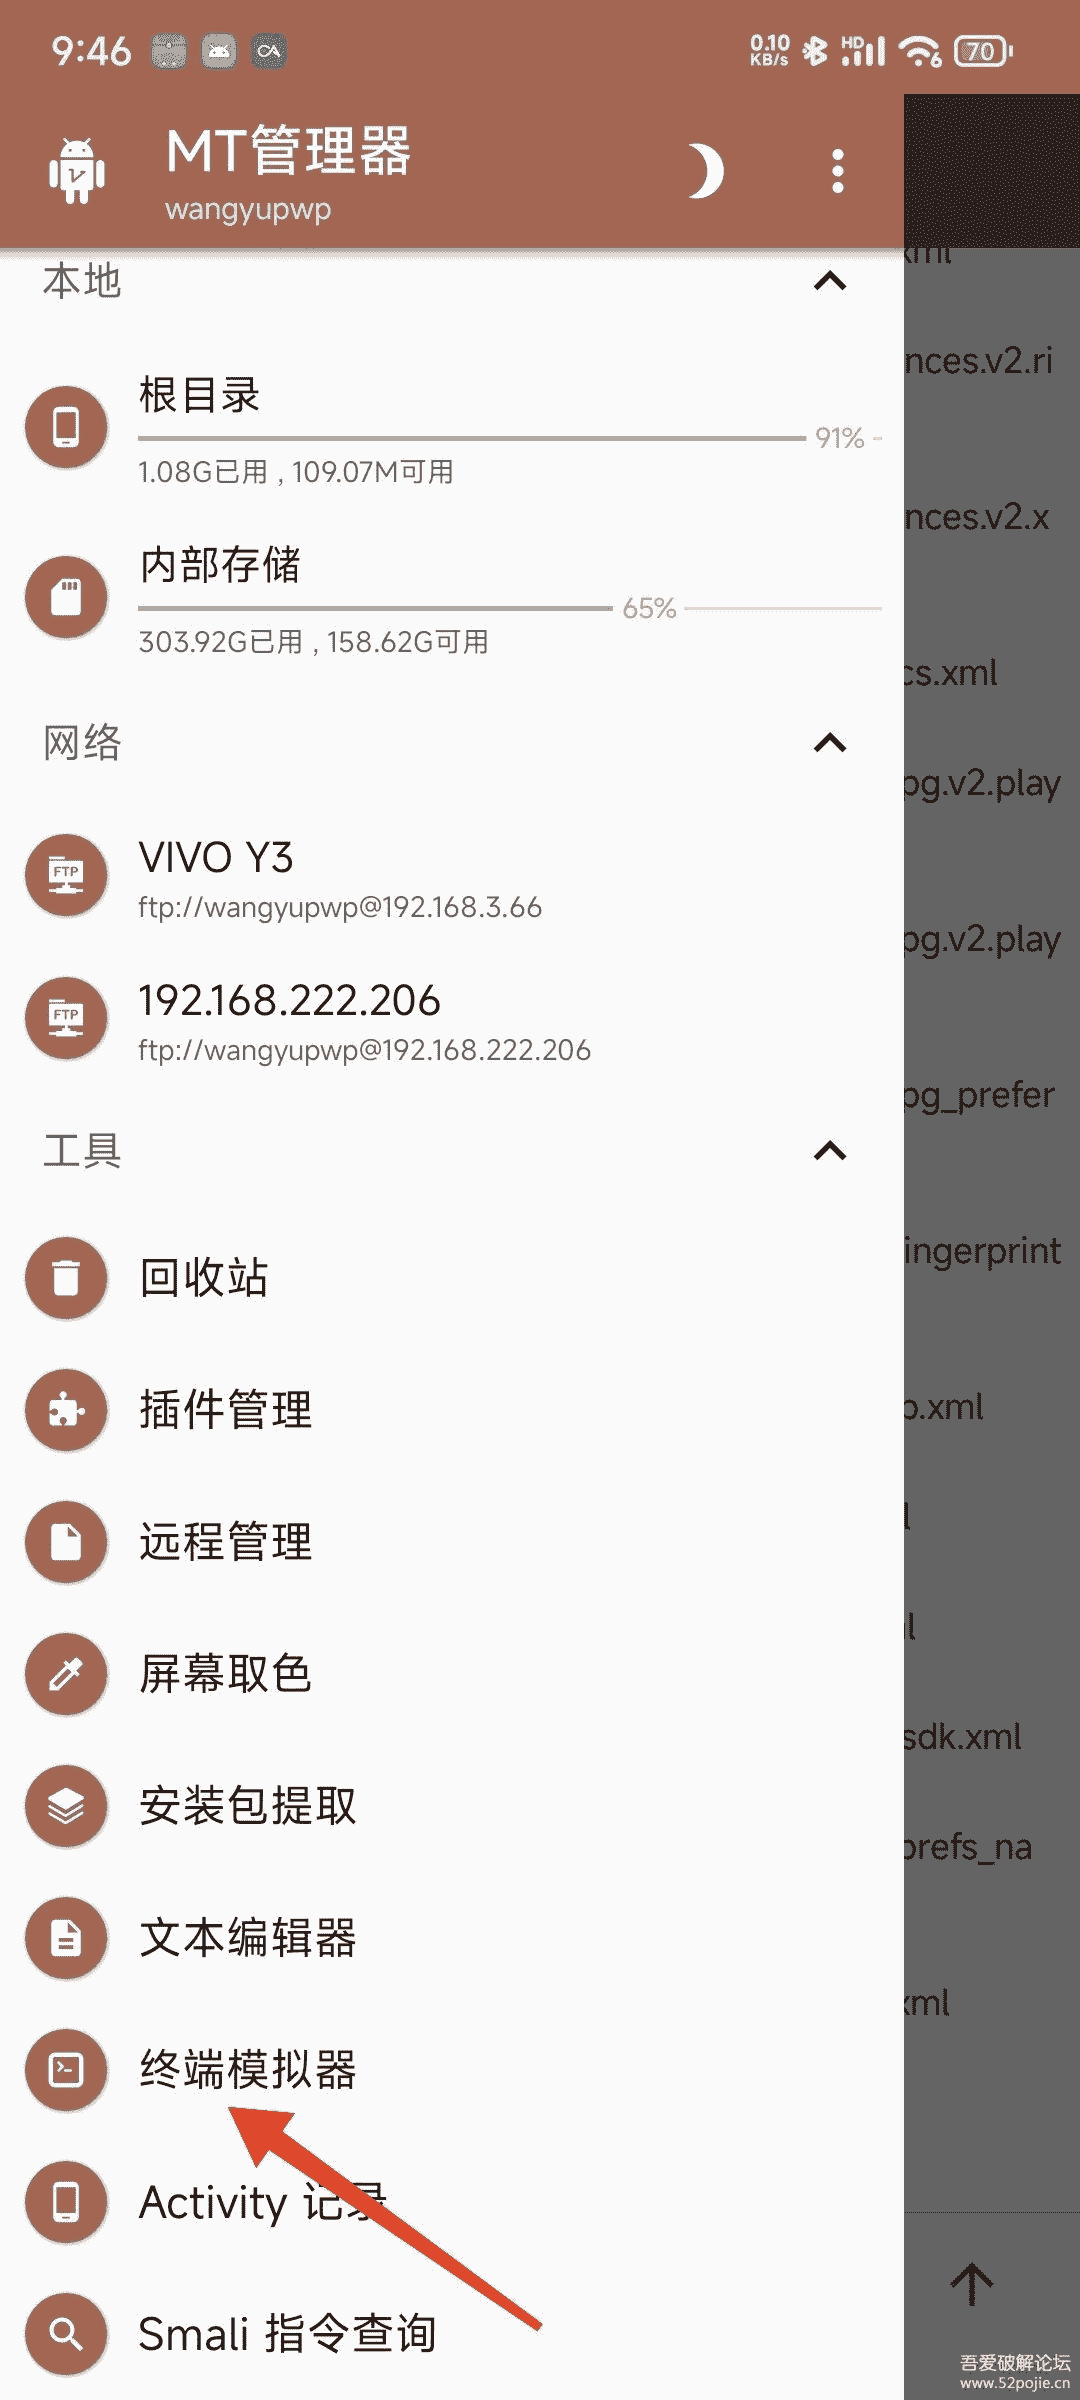 9:46
0.10
KB/s
HD
6
70
MT管理器
wangyupwp
本地
xml
nces.v2.ri
根目录
91%
1.08G已用 , 109.07M可用
nces.v2.x
内部存储
65%
303.92G已用 , 158.62G可用
cs.xml
网络
pg.v2.play
VIVO Y3
ftp://wangyupwp@192.168.3.66
pg.v2.play
192.168.222.206
ftp://wangyupwp@192.168.222.206
pg_prefer
工具
ingerprint
回收站
插件管理
p.xml
远程管理
l
屏幕取色
sdk.xml
安装包提取
prefs_na
文本编辑器
xml
终端模拟器
Activity 记录
Smali 指令查询
吾爱破解论坛
www.52pojie.cn